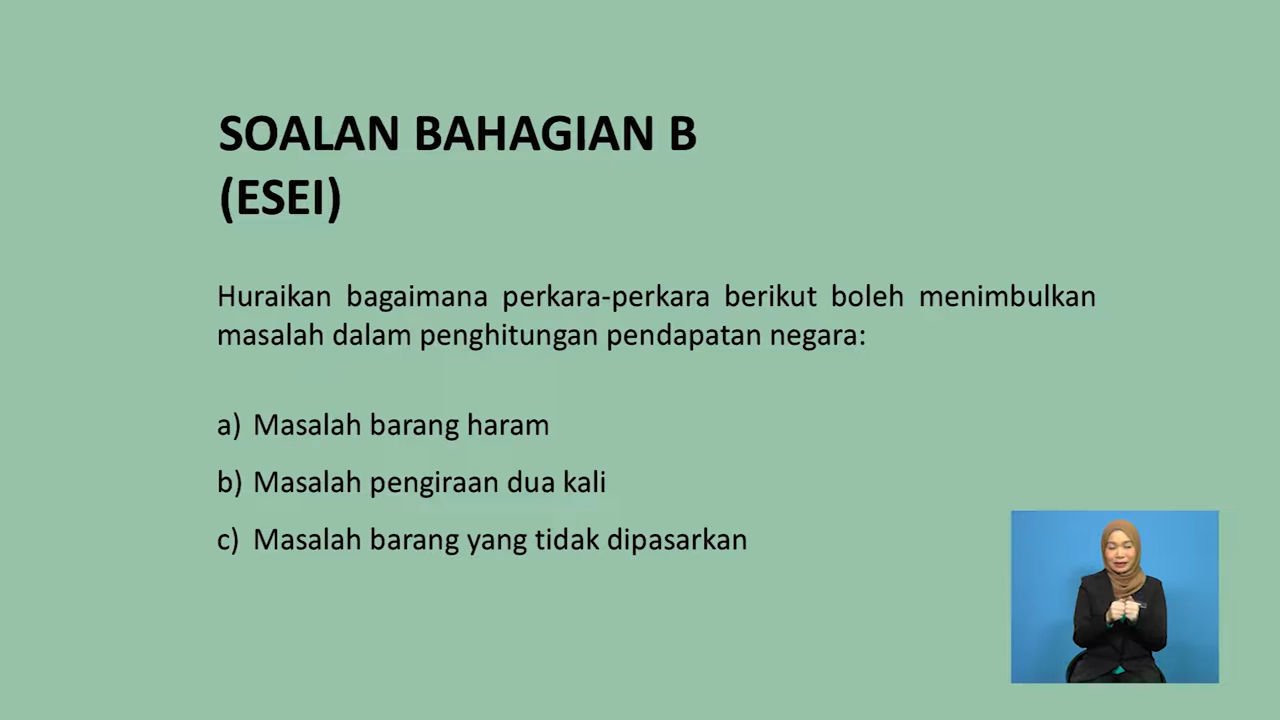 SOALAN BAHAGIAN B
(ESEI)
Huraikan bagaimana perkara-perkara berikut boleh menimbulkan
masalah dalam penghitungan pendapatan negara:
a) Masalah barang haram
b) Masalah pengiraan dua kali
c) Masalah barang yang tidak dipasarkan